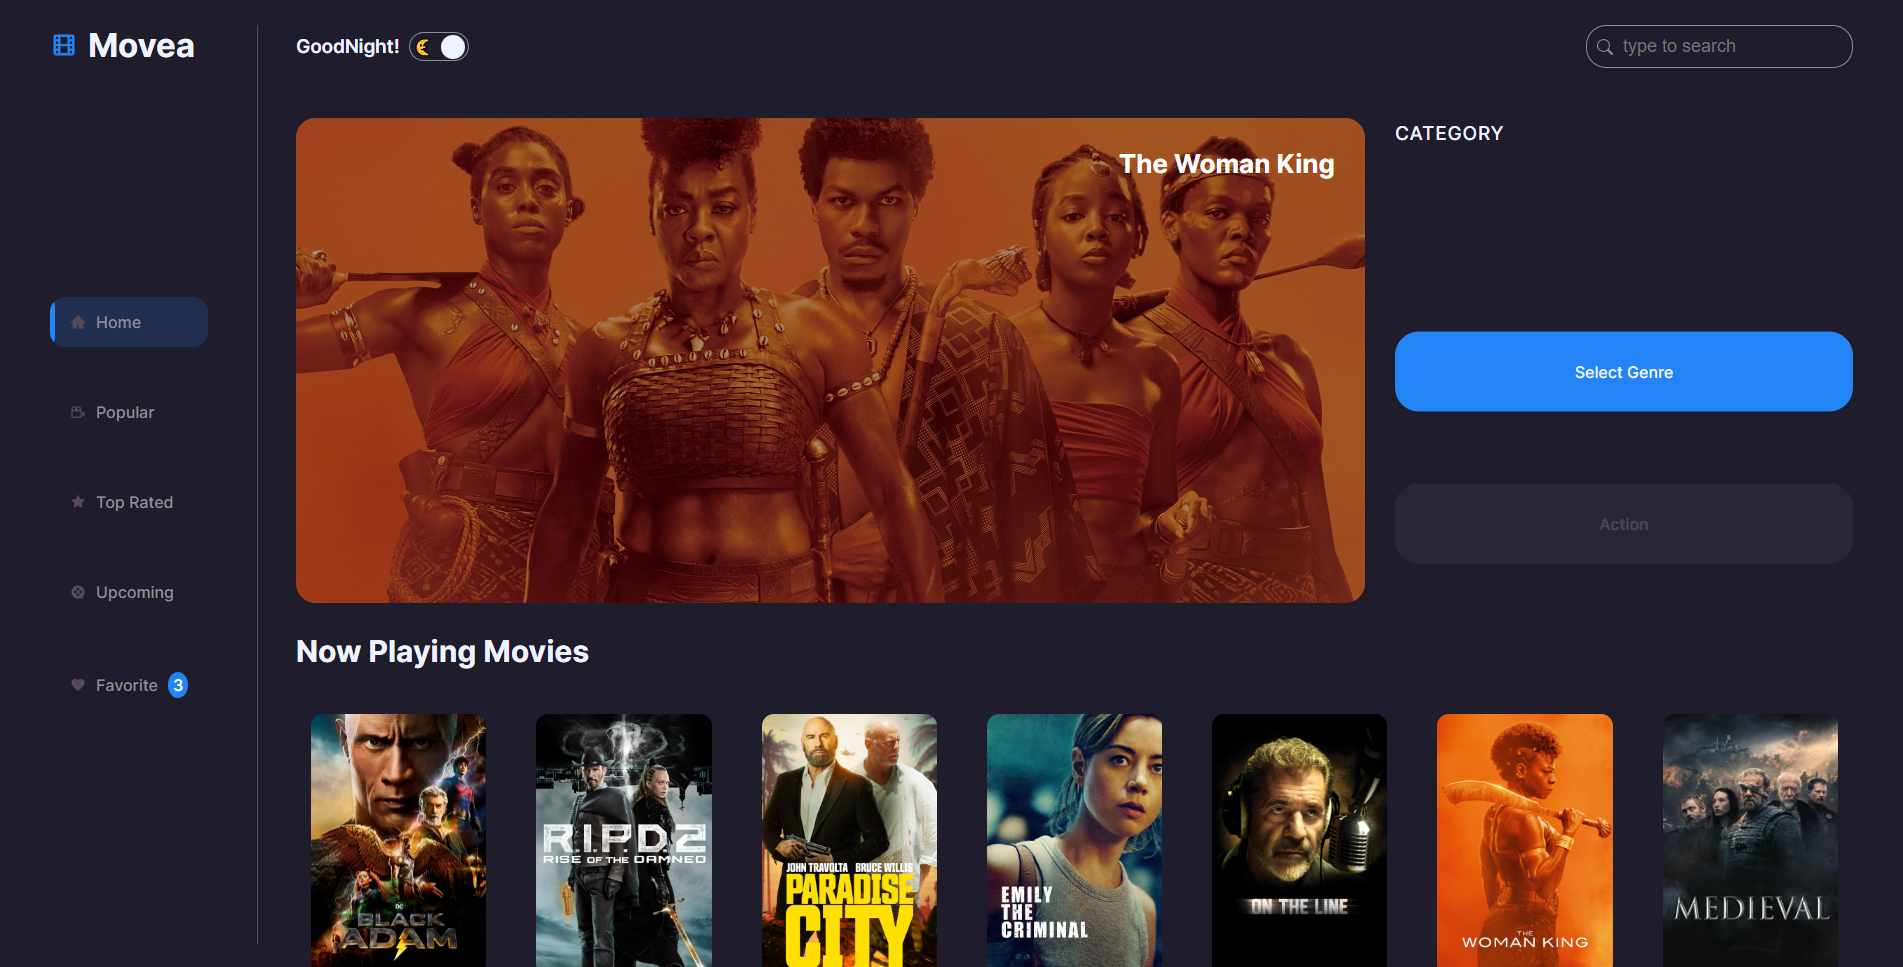 Movea
GoodNight!
type to search
Home
Popular
Top Rated
Upcoming
Favorite 3
The Woman King
CATEGORY
Select Genre
Action
Now Playing Movies
DC
BLACK
ADAM
R.I.P.D.2
RISE OF THE DAMNED
JOHN TRAVOLTA BRUCE WILLIS
PARADISE
CITY
EMILY
THE
CRIMINAL
ON THE LINE
THE
WOMAN KING
MEDIEVAL